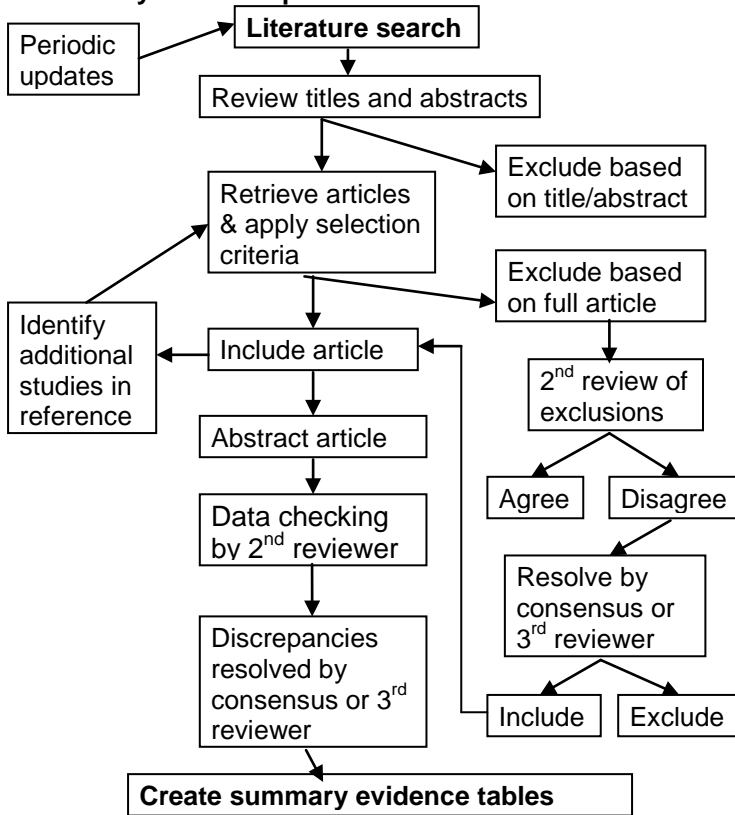 Literature search
Periodic
updates
Review titles and abstracts
Exclude based
on title/abstract
Retrieve articles
& apply selection
criteria
Exclude based
on full article
Identify
additional
studies in
reference
Include article
2nd review of
exclusions
Abstract article
Agree
Disagree
Data checking
by 2nd reviewer
Resolve by
consensus or
3rd reviewer
Discrepancies
resolved by
consensus or 3rd
reviewer
Include
Exclude
Create summary evidence tables